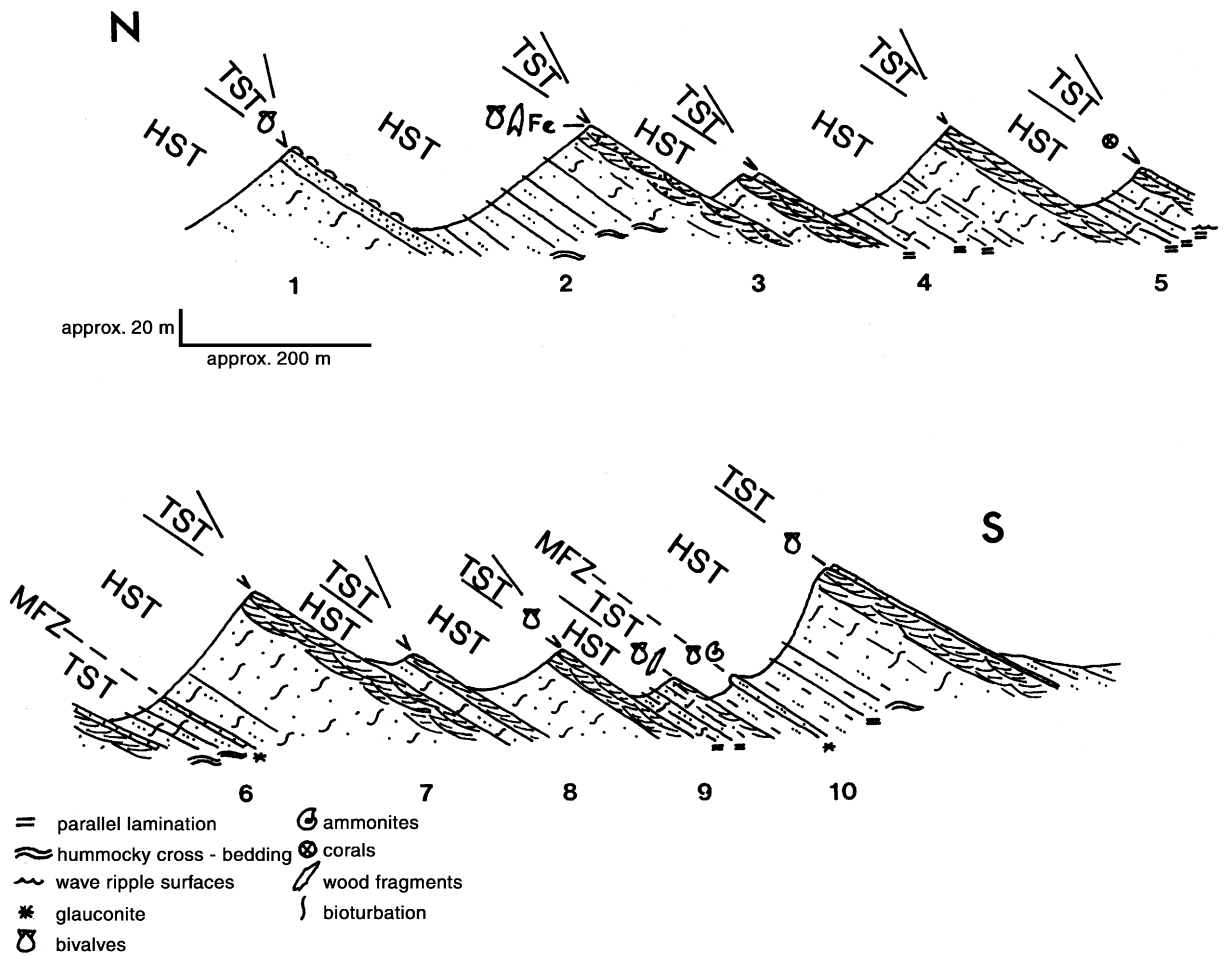 N
TST
HST
HST
TST
Fe
HST
TST
HST
TST
HST
TST
1
2
3
4
5
approx. 20 m
approx. 200 m
S
TST
HST
MFZ
TST
TST
HST
HST
TST
HST
MFZ
TST
HST
TST
6
7
8
9
10
parallel lamination
hummocky cross - bedding
wave ripple surfaces
glauconite
bivalves
ammonites
corals
wood fragments
bioturbation